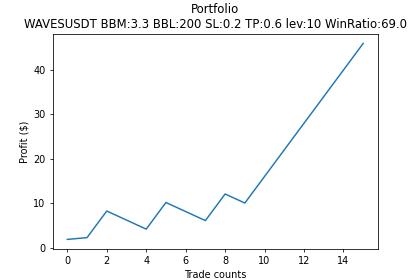 Portfolio
WAVESUSDT BBM:3.3 BBL:200 SL:0.2 TP:0.6 lev:10 WinRatio:69.0
40
30
20
10
0
Profit ($)
0 2 4 6 8 10 12 14
Trade counts